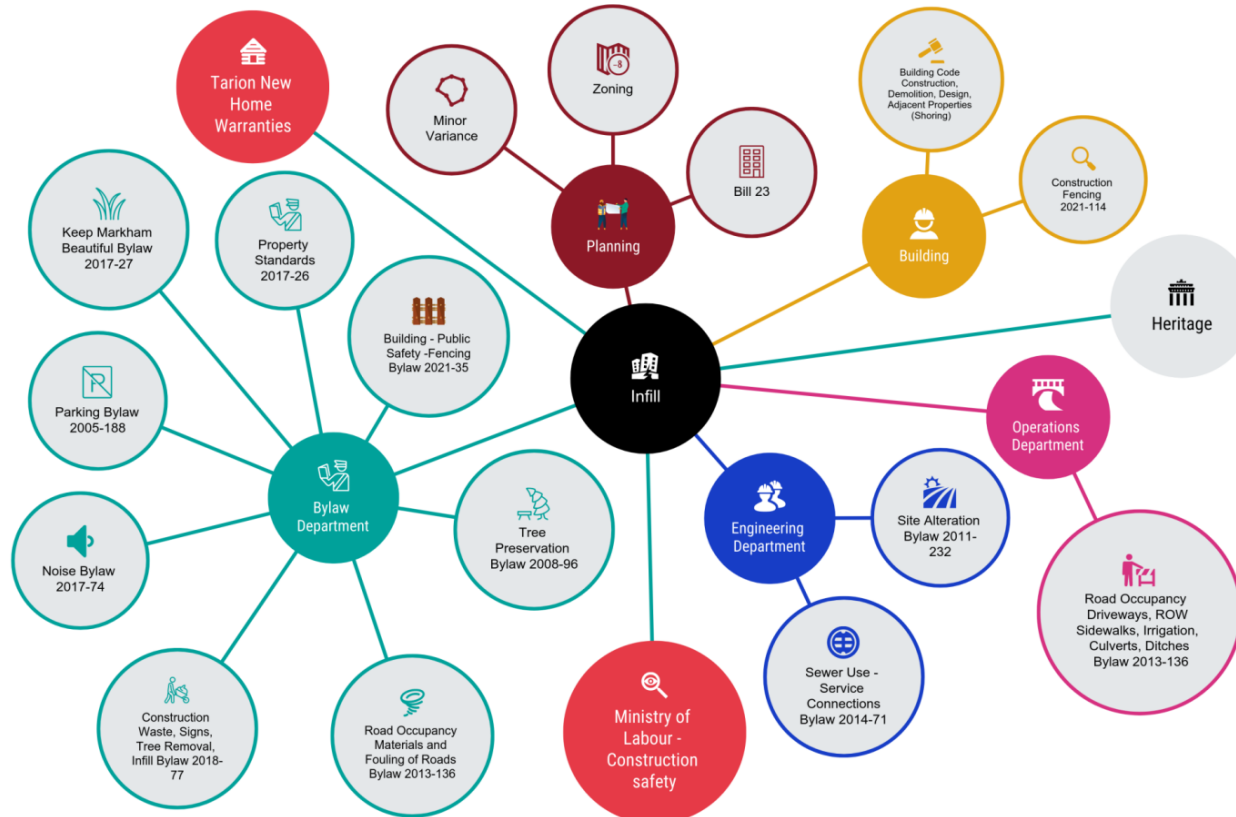 Tarion New
Home
Warranties
Minor
Variance
Zoning
-8
Bill 23
Planning
Building Code
Construction,
Demolition, Design,
Adjacent Properties
(Shoring)
Construction
Fencing
2021-114
Building
Heritage
Keep Markham
Beautiful Bylaw
2017-27
Property
Standards
2017-26
Building - Public
Safety -Fencing
Bylaw 2021-35
Parking Bylaw
2005-188
P
Infill
Operations
Department
Bylaw
Department
Noise Bylaw
2017-74
Tree
Preservation
Bylaw 2008-96
Engineering
Department
Site Alteration
Bylaw 2011-
232
Road Occupancy
Driveways, ROW
Sidewalks, Irrigation,
Culverts, Ditches
Bylaw 2013-136
Sewer Use -
Service
Connections
Bylaw 2014-71
Construction
Waste, Signs,
Tree Removal,
Infill Bylaw 2018-
77
Road Occupancy
Materials and
Fouling of Roads
Bylaw 2013-136
Ministry of
Labour -
Construction
safety